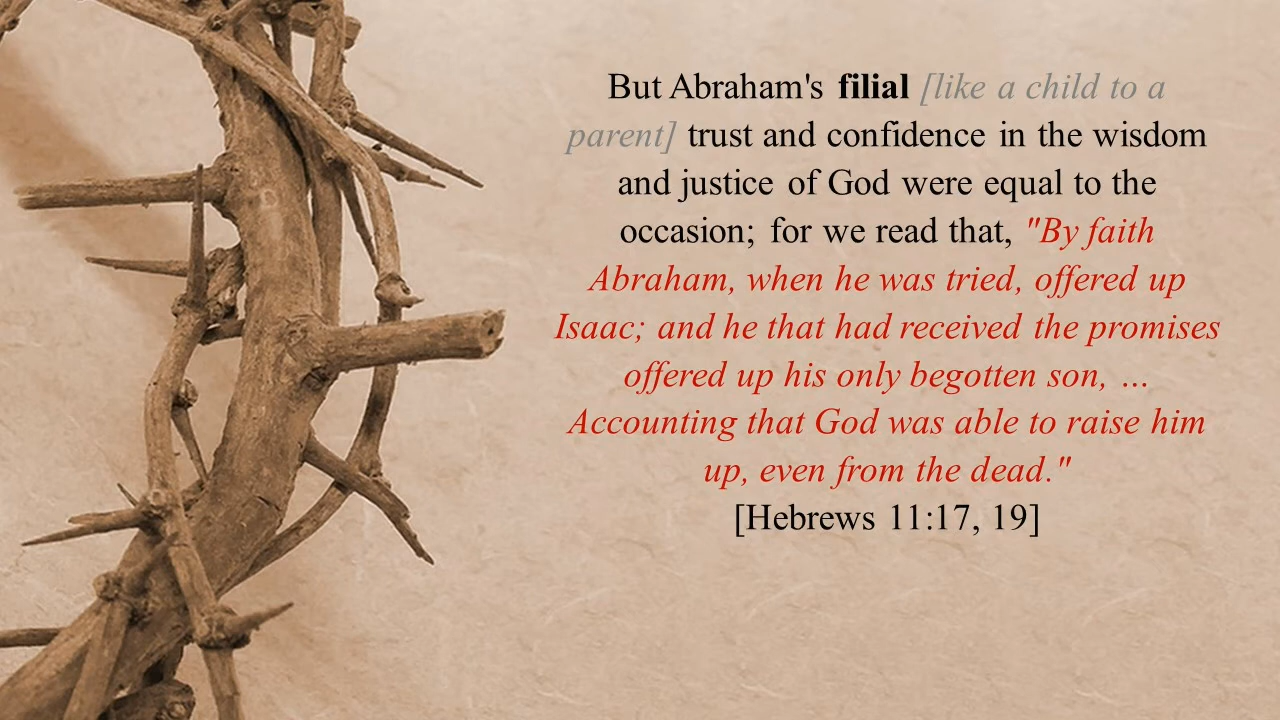 But Abraham's filial [like a child to a
parent] trust and confidence in the wisdom
and justice of God were equal to the
occasion; for we read that, "By faith
Abraham, when he was tried, offered up
Isaac; and he that had received the promises
offered up his only begotten son, ...
Accounting that God was able to raise him
up, even from the dead."
[Hebrews 11:17, 19]